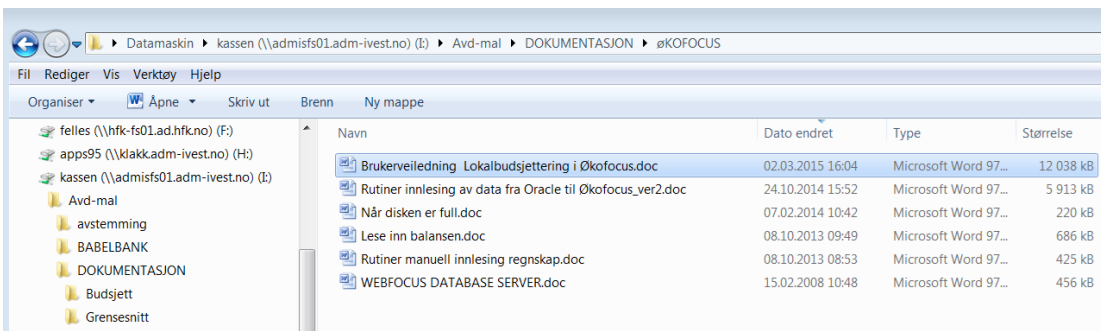 Datamaskin ▸ kassen (\\admisfs01.adm-ivest.no) (I:) ▸ Avd-mal ▸ DOKUMENTASJON ▸ øKOFOCUS
Fil Rediger Vis Verktøy Hjelp
Organiser Åpne Skriv ut Brenn Ny mappe
felles (\\hfk-fs01.ad.hfk.no) (F:)
apps95 (\\klakk.adm-ivest.no) (H:)
kassen (\\admisfs01.adm-ivest.no) (I:)
Avd-mal
avstemming
BABELBANK
DOKUMENTASJON
Budsjett
Grensesnitt
Navn Dato endret Type Størrelse
Brukerveiledning Lokalbudsjettering i Økofocus.doc 02.03.2015 16:04 Microsoft Word 97... 12 038 kB
Rutiner innlesing av data fra Oracle til Økofocus_ver2.doc 24.10.2014 15:52 Microsoft Word 97... 5 913 kB
Når disken er full.doc 07.02.2014 10:42 Microsoft Word 97... 220 kB
Lese inn balansen.doc 08.10.2013 09:49 Microsoft Word 97... 686 kB
Rutiner manuell innlesing regnskap.doc 08.10.2013 08:53 Microsoft Word 97... 425 kB
WEBFOCUS DATABASE SERVER.doc 15.02.2008 10:48 Microsoft Word 97... 456 kB